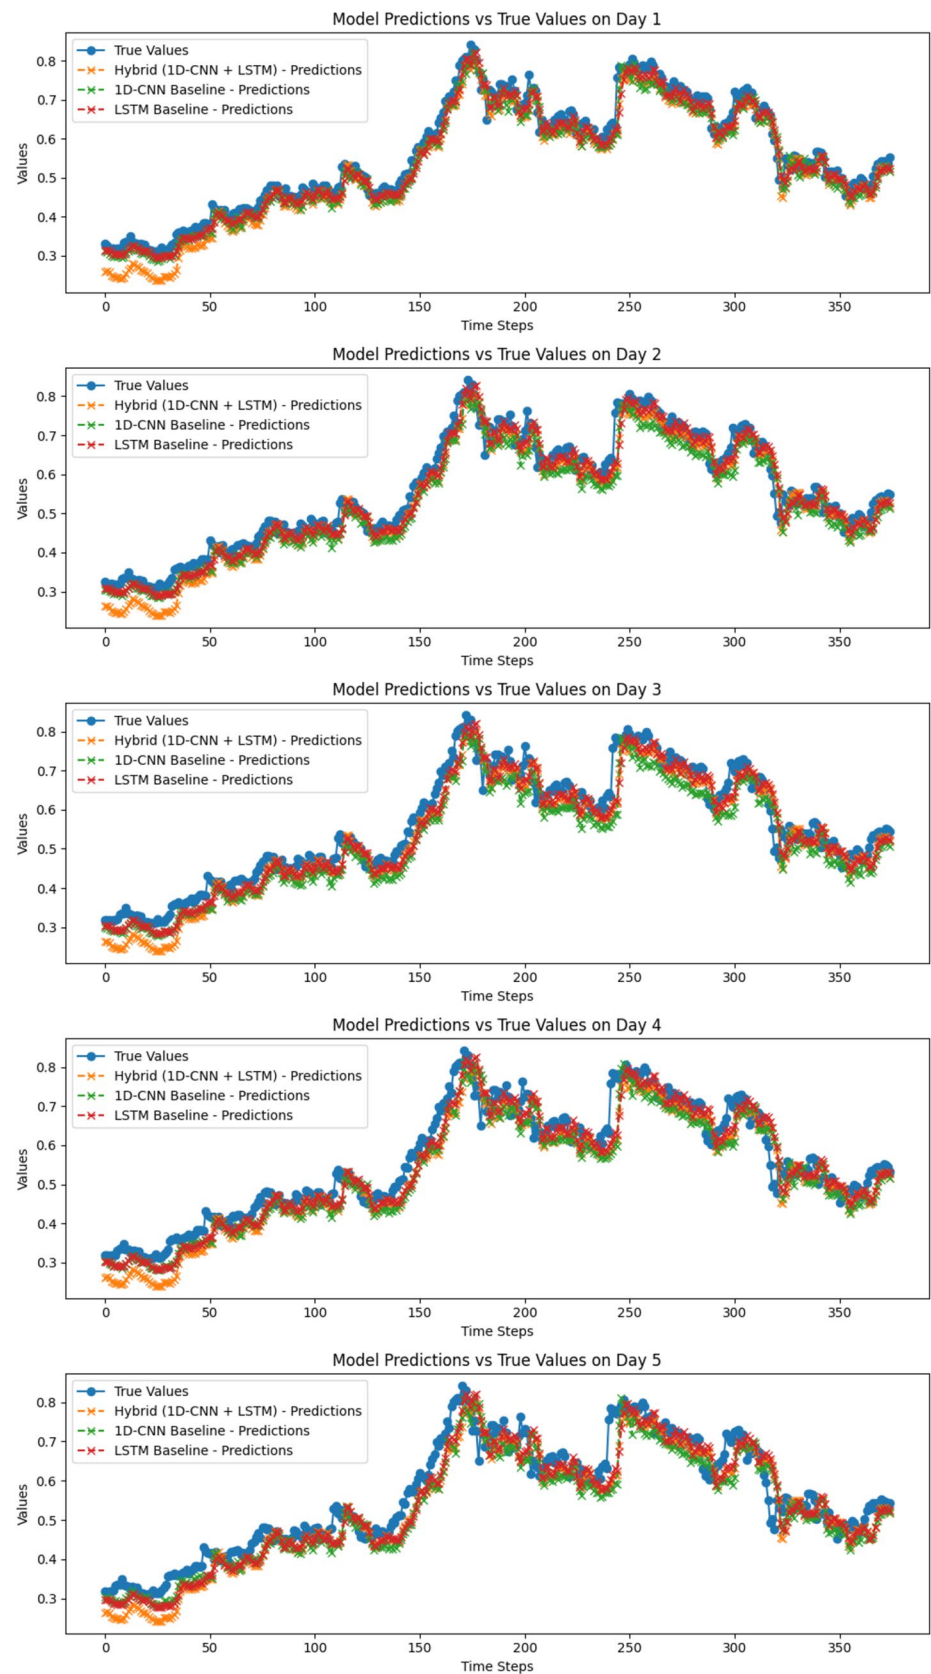 Model Predictions vs True Values on Day 1
True Values
Hybrid (1D-CNN + LSTM) - Predictions
1D-CNN Baseline - Predictions
LSTM Baseline - Predictions
Values
0.8
0.7
0.6
0.5
0.4
0.3
0 50 100 150 200 250 300 350
Time Steps
Model Predictions vs True Values on Day 2
True Values
Hybrid (1D-CNN + LSTM) - Predictions
1D-CNN Baseline - Predictions
LSTM Baseline - Predictions
Values
0.8
0.7
0.6
0.5
0.4
0.3
0 50 100 150 200 250 300 350
Time Steps
Model Predictions vs True Values on Day 3
True Values
Hybrid (1D-CNN + LSTM) - Predictions
1D-CNN Baseline - Predictions
LSTM Baseline - Predictions
Values
0.8
0.7
0.6
0.5
0.4
0.3
0 50 100 150 200 250 300 350
Time Steps
Model Predictions vs True Values on Day 4
True Values
Hybrid (1D-CNN + LSTM) - Predictions
1D-CNN Baseline - Predictions
LSTM Baseline - Predictions
Values
0.8
0.7
0.6
0.5
0.4
0.3
0 50 100 150 200 250 300 350
Time Steps
Model Predictions vs True Values on Day 5
True Values
Hybrid (1D-CNN + LSTM) - Predictions
1D-CNN Baseline - Predictions
LSTM Baseline - Predictions
Values
0.8
0.7
0.6
0.5
0.4
0.3
0 50 100 150 200 250 300 350
Time Steps